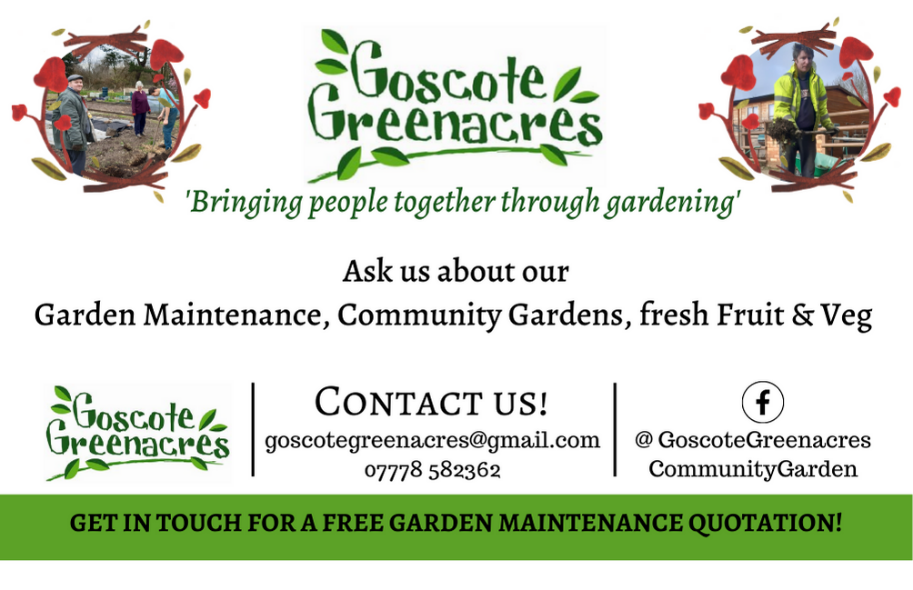 Goscote
Greenacres
'Bringing people together through gardening'
Ask us about our
Garden Maintenance, Community Gardens, fresh Fruit & Veg
Goscote
Greenacres
CONTACT US!
goscotegreenacres@gmail.com
07778 582362
@ GoscoteGreenacres
CommunityGarden
GET IN TOUCH FOR A FREE GARDEN MAINTENANCE QUOTATION!